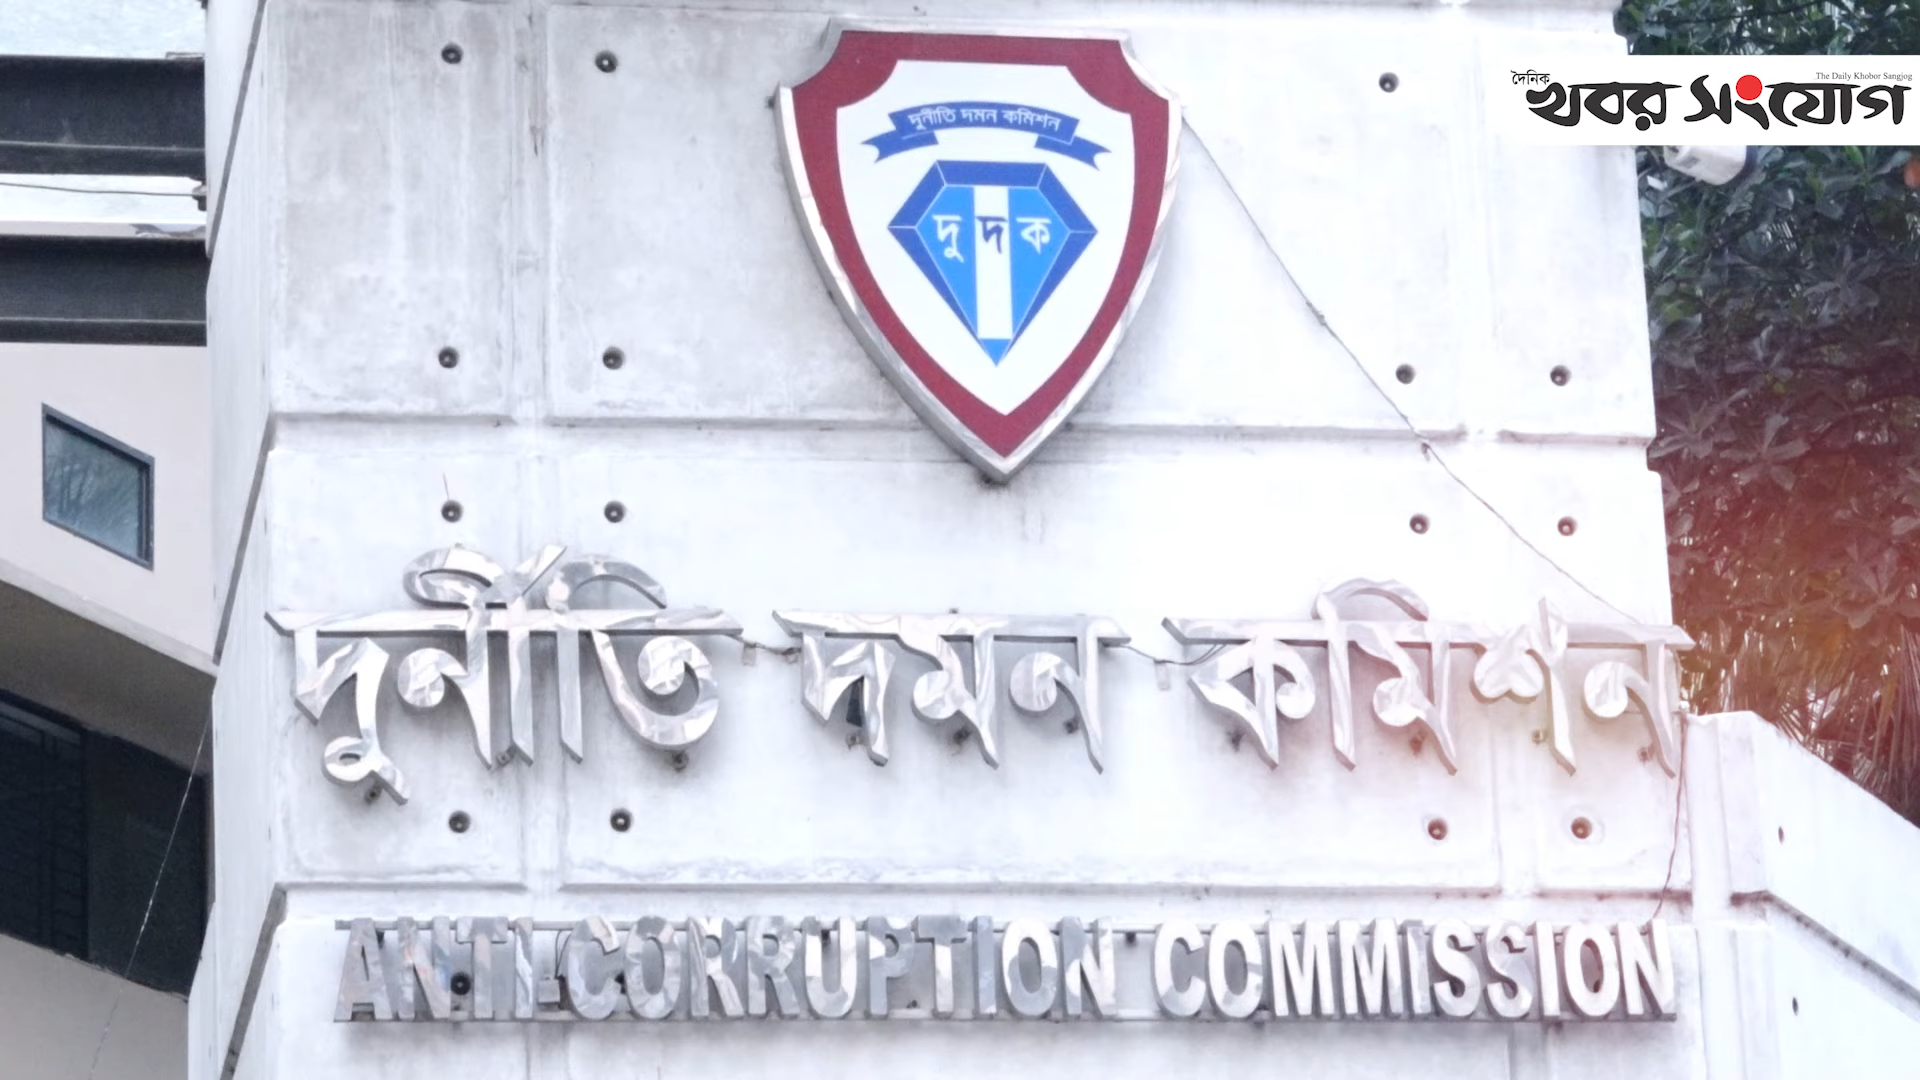 দৈনিক
The Daily Khobor Sangjog
খবর সংযোগ
দুর্নীতি দমন কমিশন
দুদক
দুর্নীতি দমন কমিশন
ANTI-CORRUPTION COMMISSION